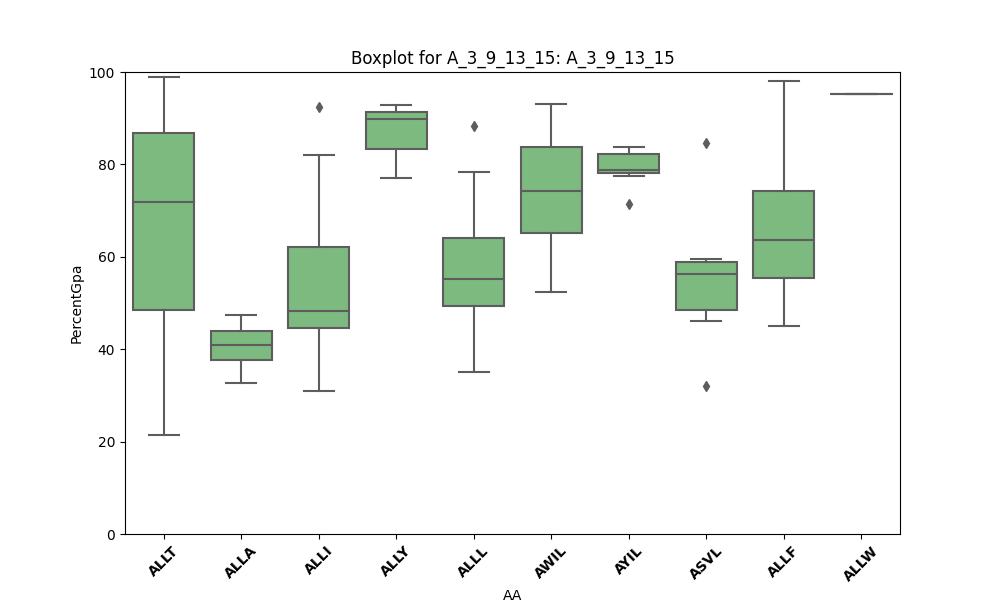 Boxplot for A_3_9_13_15: A_3_9_13_15
100
80
60
40
20
0
PercentGpa
ALLT ALLA ALLI ALLY ALLL AWIL AYIL ASVL ALLF ALLW
AA